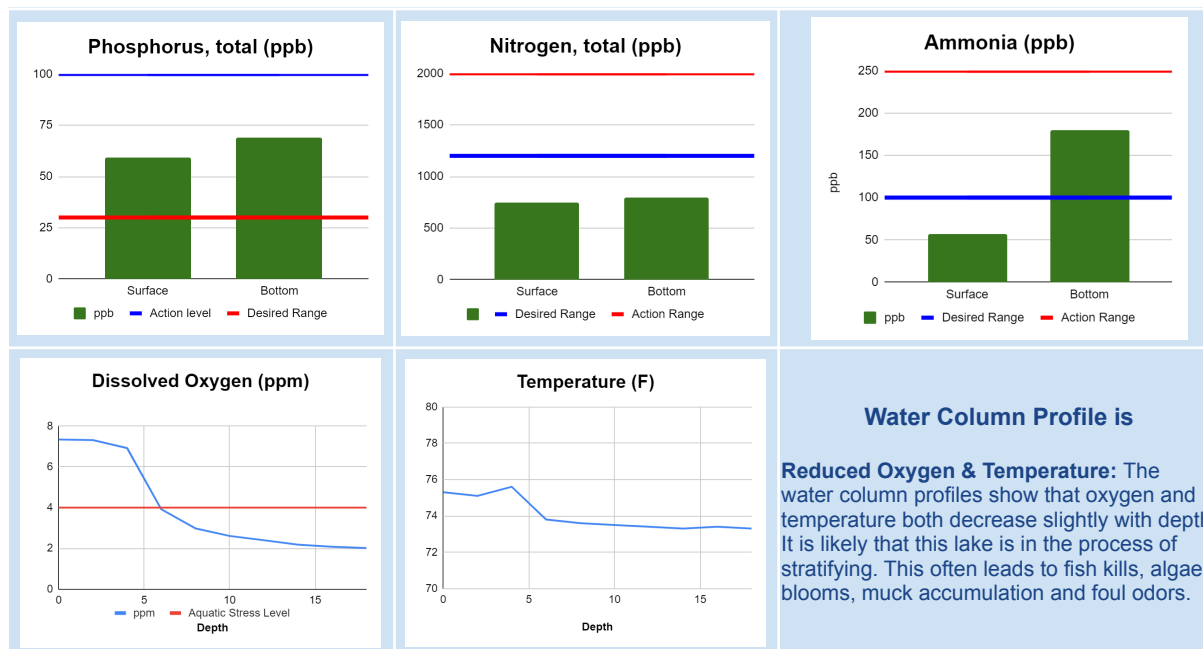 Phosphorus, total (ppb)
100
75
50
25
0
Surface
Bottom
ppb
Action level
Desired Range
Nitrogen, total (ppb)
2000
1500
1000
500
0
Surface
Bottom
Desired Range
Action Range
Ammonia (ppb)
ppb
250
200
150
100
50
0
Surface
Bottom
ppb
Desired Range
Action Range
Dissolved Oxygen (ppm)
8
6
4
2
0
0
5
10
15
ppm
Aquatic Stress Level
Depth
Temperature (F)
80
78
76
74
72
70
0
5
10
15
Depth
Water Column Profile is
Reduced Oxygen & Temperature: The
water column profiles show that oxygen and
temperature both decrease slightly with depth
It is likely that this lake is in the process of
stratifying. This often leads to fish kills, algae
blooms, muck accumulation and foul odors.